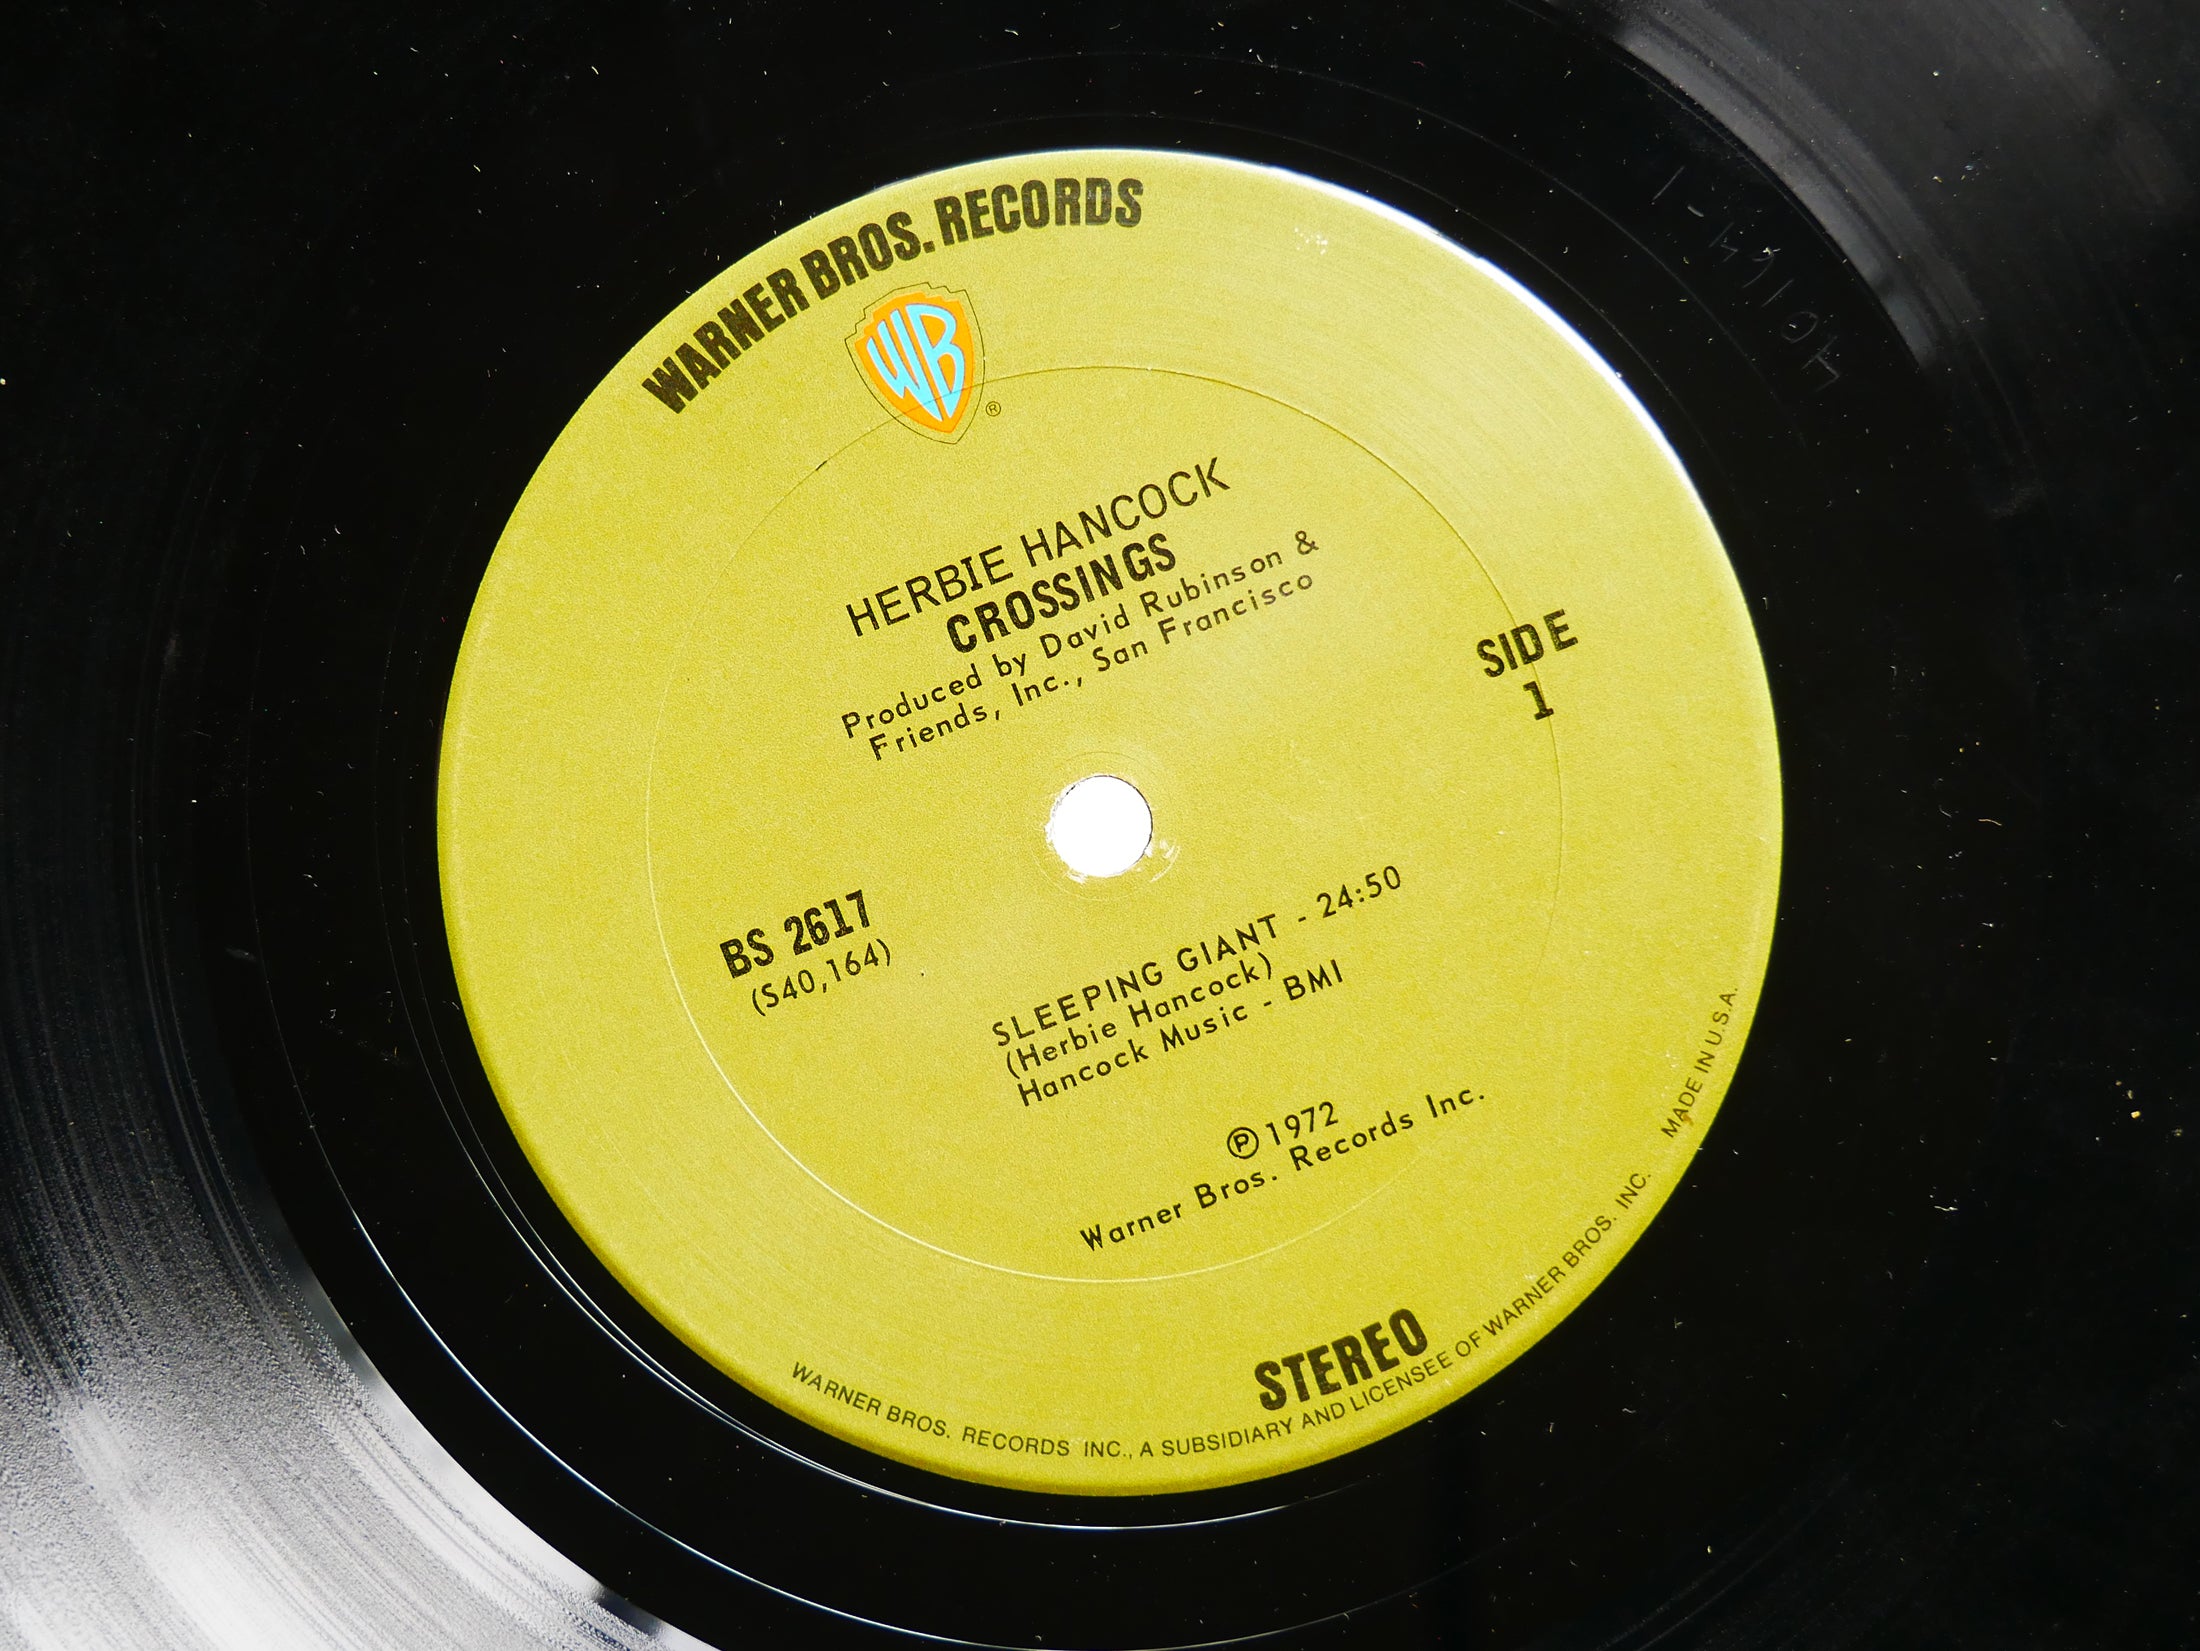 WARNER BROS. RECORDS
WB
®
HERBIE HANCOCK
CROSSINGS
Produced by David Rubinson &
Friends, Inc., San Francisco
SIDE
1
BS 2617
(S40,164)
SLEEPING GIANT - 24:50
(Herbie Hancock)
Hancock Music - BMI
Ⓟ 1972
Warner Bros. Records Inc.
STEREO
WARNER BROS. RECORDS INC., A SUBSIDIARY AND LICENSEE OF WARNER BROS. INC. MADE IN U.S.A.